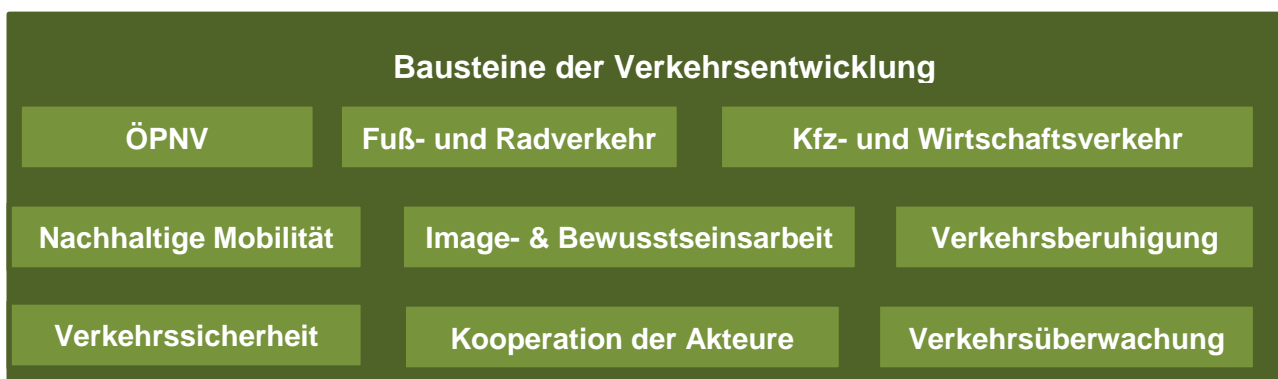 Bausteine der Verkehrsentwicklung
ÖPNV
Fuß- und Radverkehr
Kfz- und Wirtschaftsverkehr
Nachhaltige Mobilität
Image- & Bewusstseinsarbeit
Verkehrsberuhigung
Verkehrssicherheit
Kooperation der Akteure
Verkehrsüberwachung